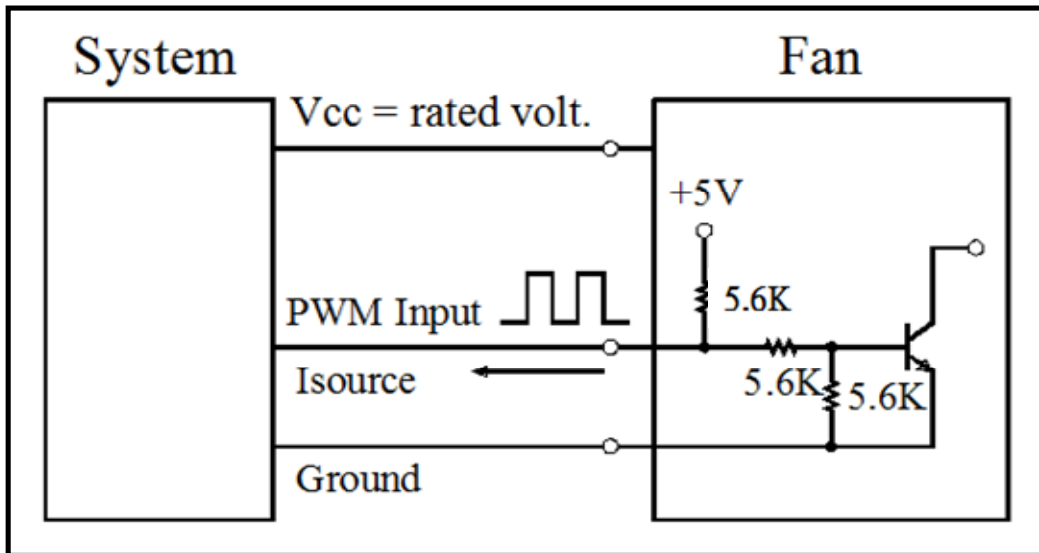 System
Fan
Vcc = rated volt.
+5V
5.6K
PWM Input
5.6K
5.6K
Isource
Ground